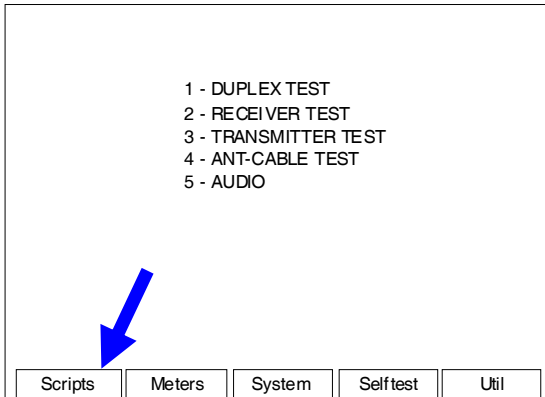 1 - DUPLEX TEST
2 - RECEIVER TEST
3 - TRANSMITTER TEST
4 - ANT-CABLE TEST
5 - AUDIO
Scripts Meters System Selftest Util